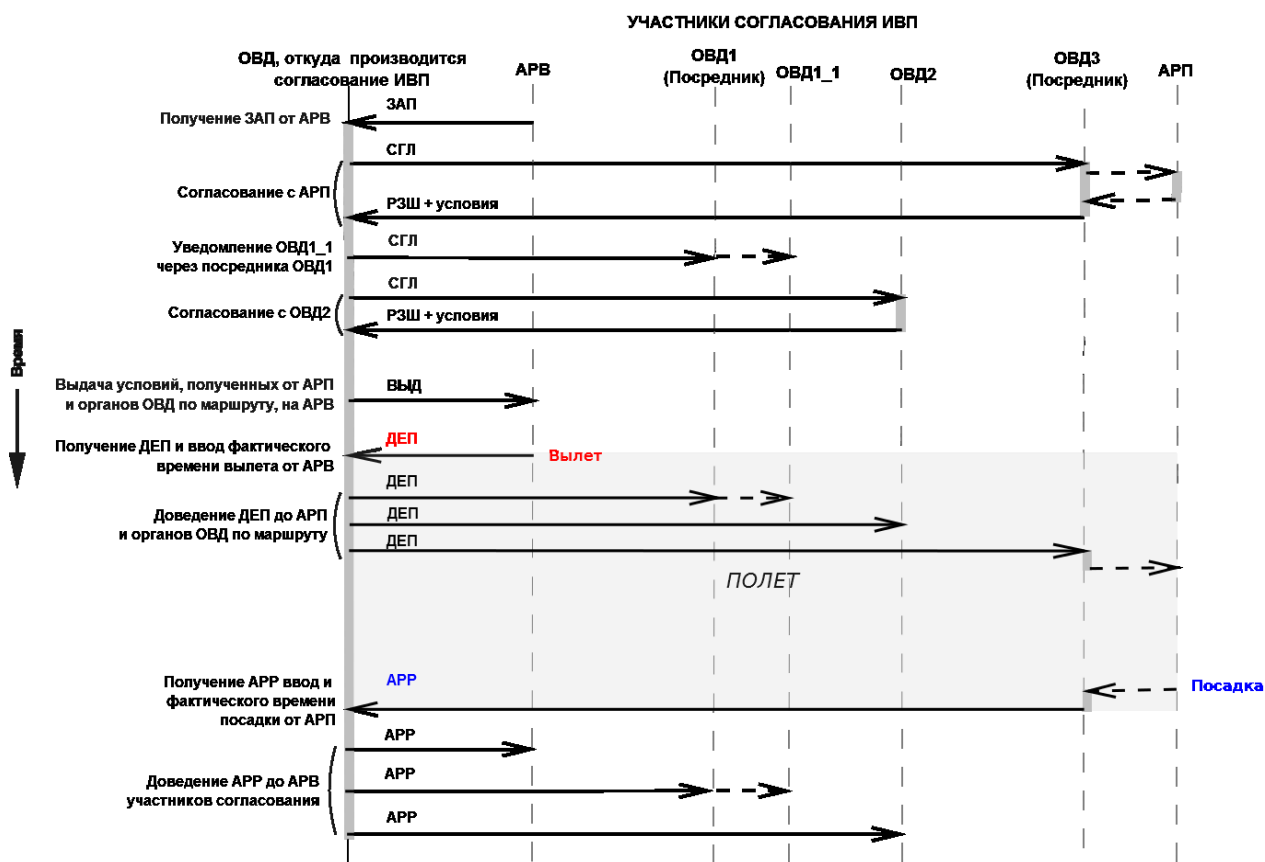 УЧАСТНИКИ СОГЛАСОВАНИЯ ИВП
ОВД, откуда производится
согласование ИВП
АРВ
ОВД1
(Посредник)
ОВД1_1
ОВД2
ОВД3
(Посредник)
АРП
ЗАП
Получение ЗАП от АРВ
СГЛ
Согласование с АРП
РЗШ + условия
СГЛ
Уведомление ОВД1_1
через посредника ОВД1
СГЛ
Согласование с ОВД2
РЗШ + условия
Время
Выдача условий, полученных от АРП
и органов ОВД по маршруту, на АРВ
ВЫД
ДЕП
Вылет
Получение ДЕП и ввод фактического
времени вылета от АРВ
ДЕП
Доведение ДЕП до АРП
и органов ОВД по маршруту
ДЕП
ДЕП
ПОЛЕТ
Получение АРР ввод и
фактического времени
посадки от АРП
АРР
Посадка
АРР
Доведение АРР до АРВ
участников согласования
АРР
АРР